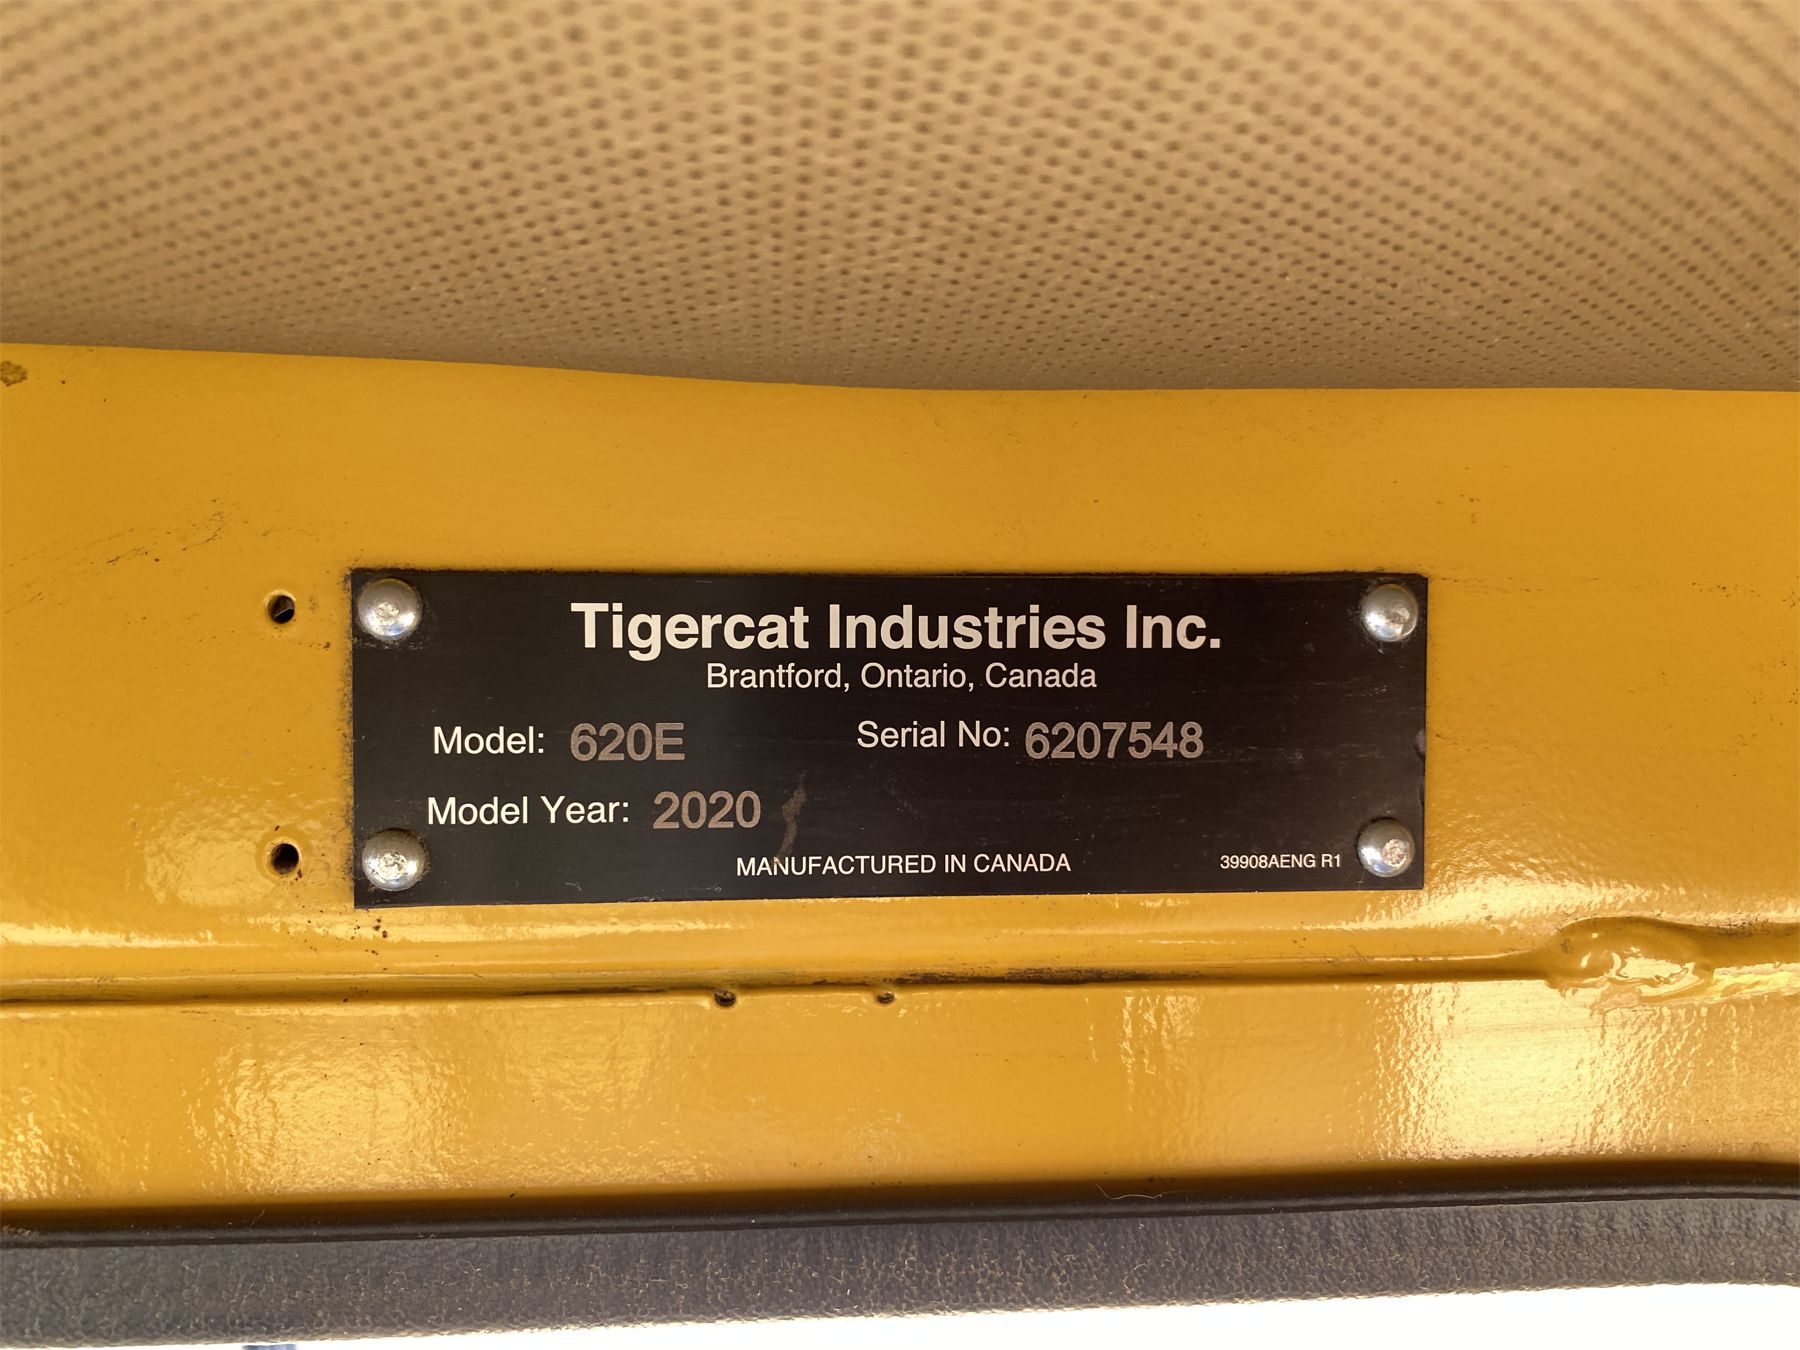 Tigercat Industries Inc.
Brantford, Ontario, Canada
Model: 620E Serial No: 6207548
Model Year: 2020
MANUFACTURED IN CANADA 39908AENG R1